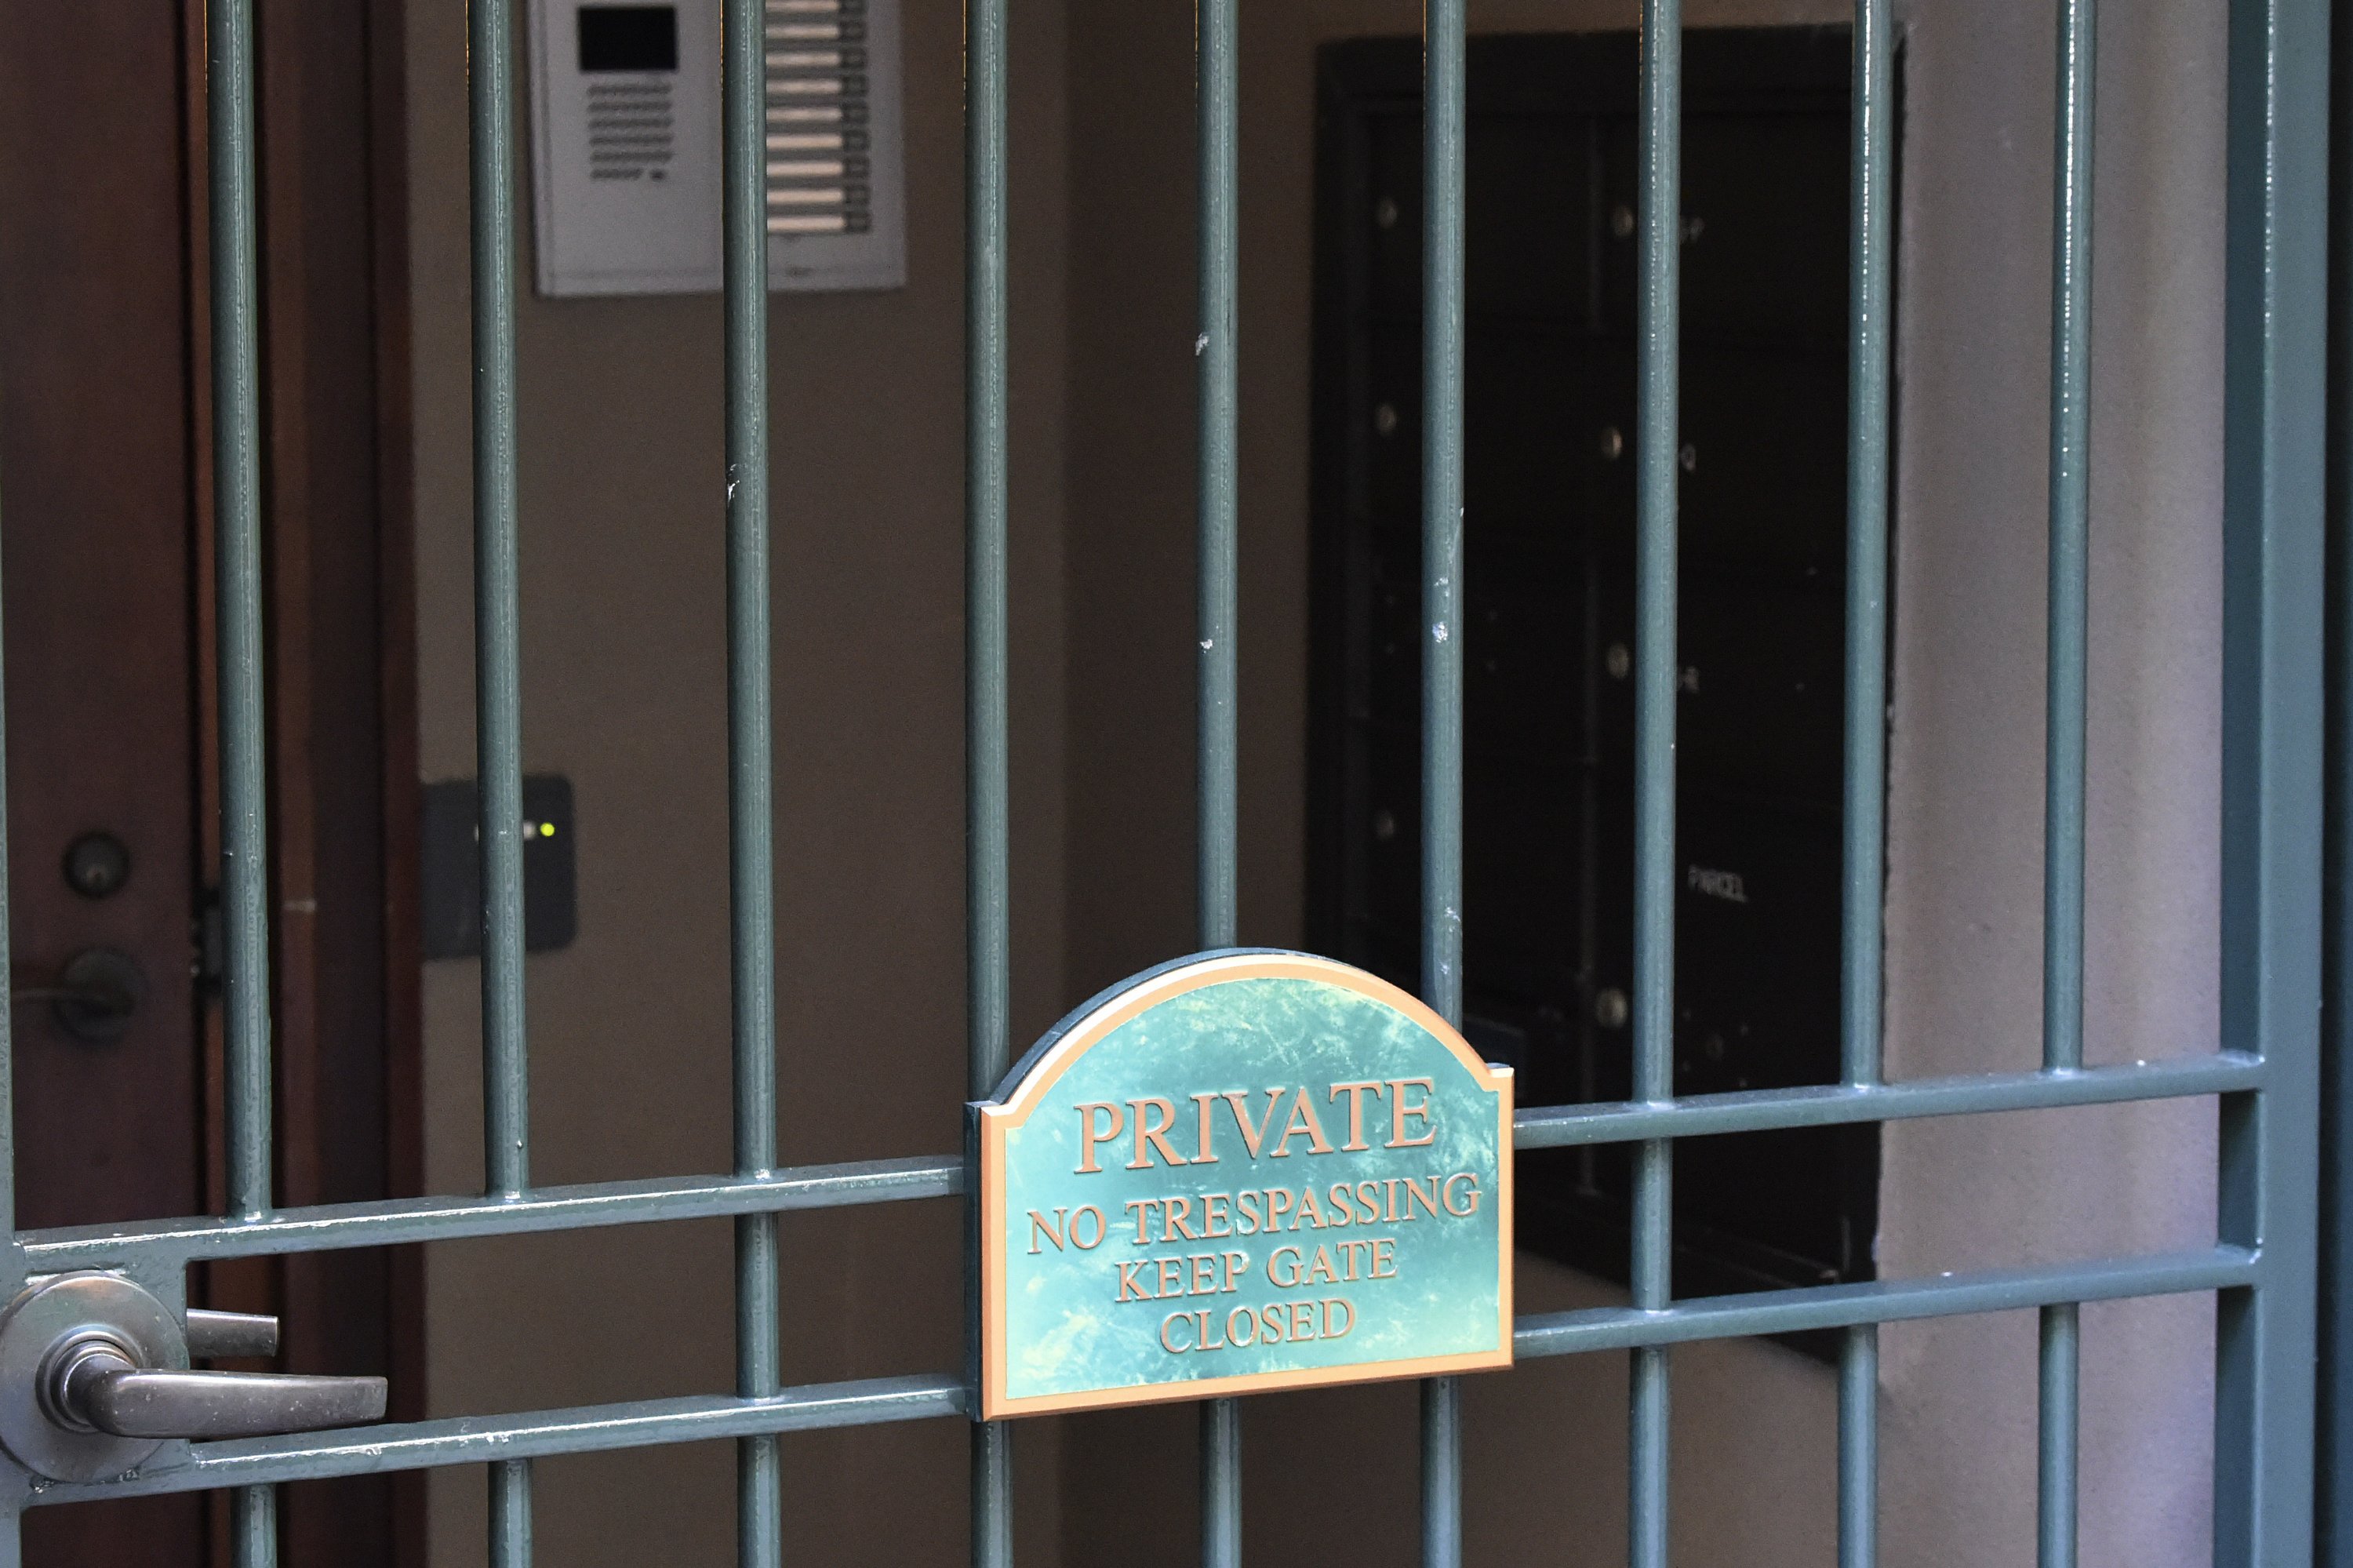 PRIVATE
NO TRESPASSING
KEEP GATE
CLOSED
PARCEL